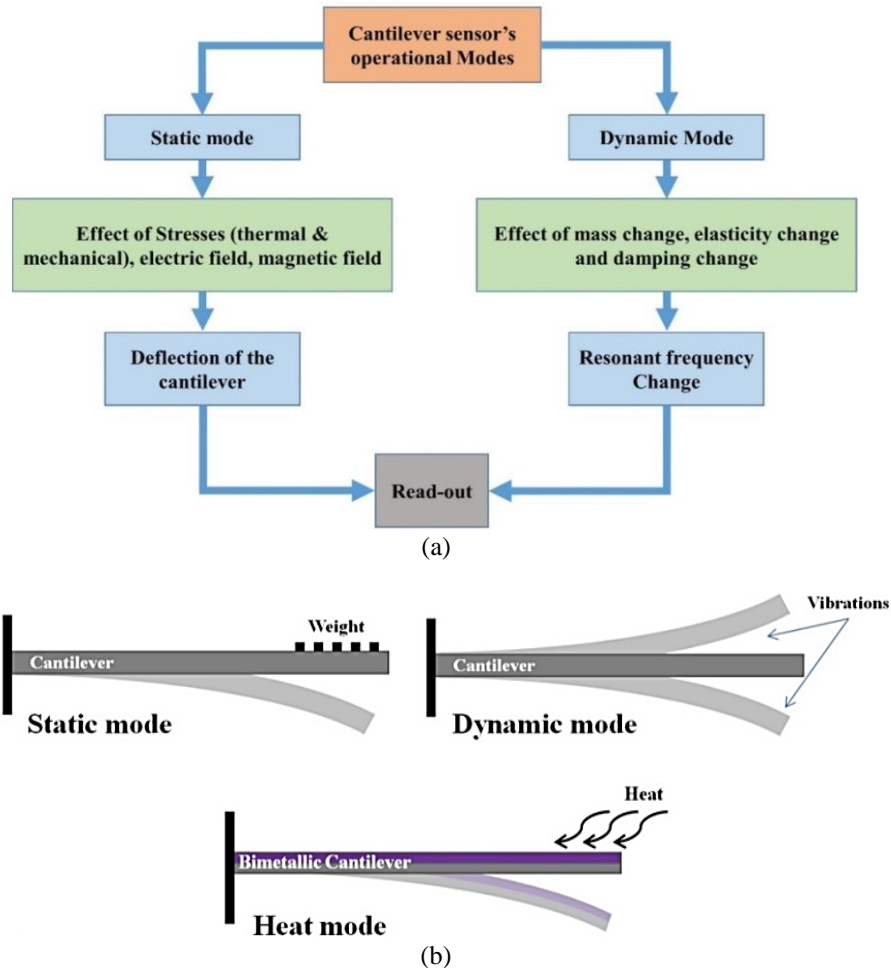 Cantilever sensor's
operational Modes
Static mode
Dynamic Mode
Effect of Stresses (thermal &
mechanical), electric field, magnetic field
Effect of mass change, elasticity change
and damping change
Deflection of the
cantilever
Resonant frequency
Change
Read-out
(a)
Weight
Cantilever
Static mode
Vibrations
Cantilever
Dynamic mode
Heat
Bimetallic Cantilever
Heat mode
(b)